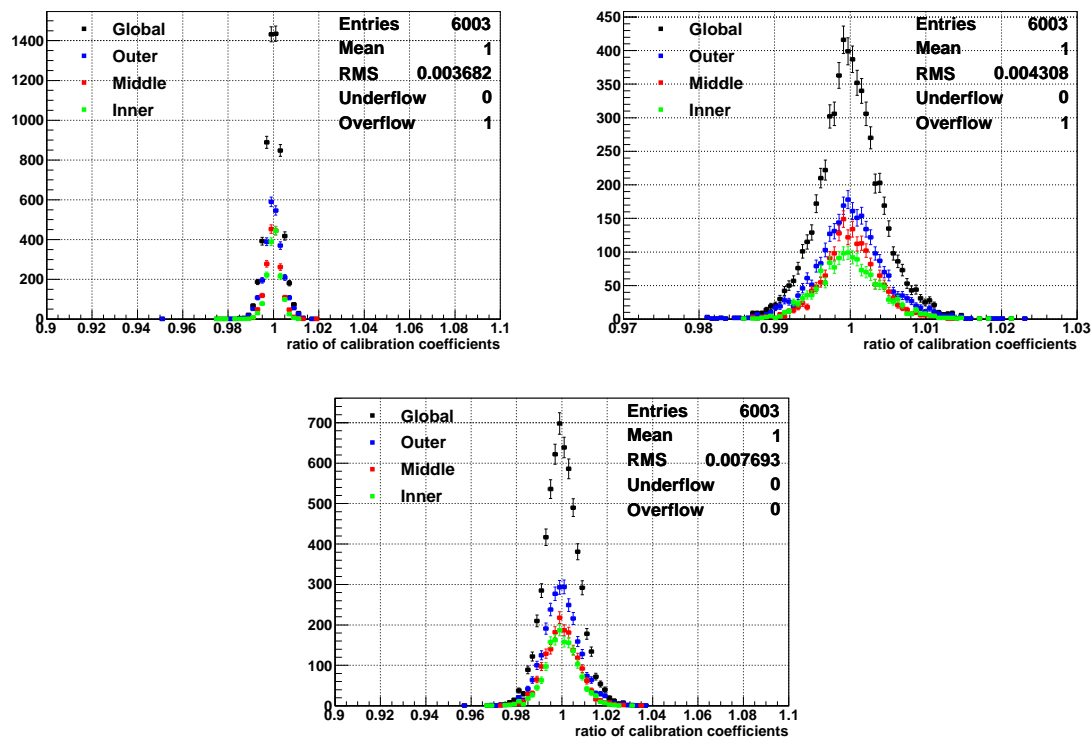 Global
Outer
Middle
Inner
Entries 6003
Mean 1
RMS 0.003682
Underflow 0
Overflow 1
1400
1200
1000
800
600
400
200
0
0.9 0.92 0.94 0.96 0.98 1 1.02 1.04 1.06 1.08 1.1
ratio of calibration coefficients
Global
Outer
Middle
Inner
Entries 6003
Mean 1
RMS 0.004308
Underflow 0
Overflow 1
450
400
350
300
250
200
150
100
50
0
0.97 0.98 0.99 1 1.01 1.02 1.03
ratio of calibration coefficients
Global
Outer
Middle
Inner
Entries 6003
Mean 1
RMS 0.007693
Underflow 0
Overflow 0
700
600
500
400
300
200
100
0
0.9 0.92 0.94 0.96 0.98 1 1.02 1.04 1.06 1.08 1.1
ratio of calibration coefficients